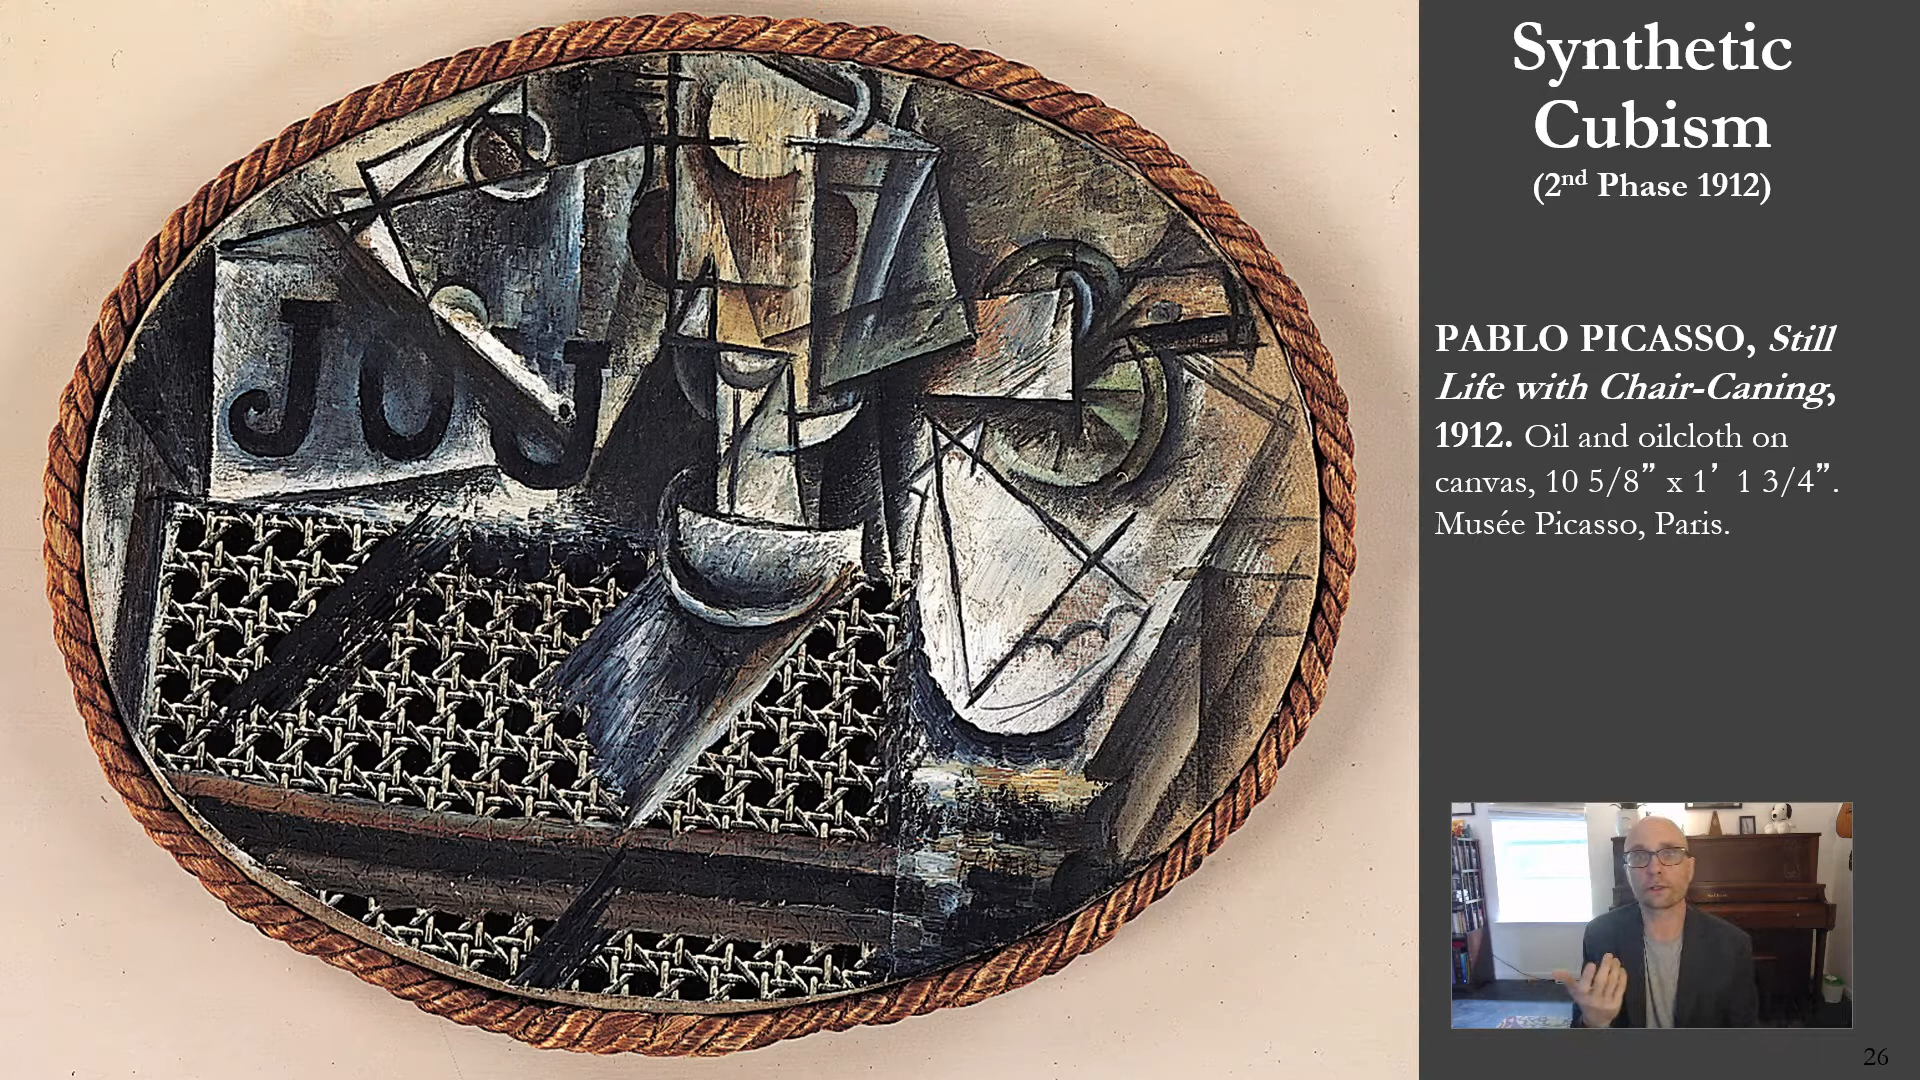 JOU
Synthetic
Cubism
(2nd Phase 1912)
PABLO PICASSO, Still
Life with Chair-Caning,
1912. Oil and oilcloth on
canvas, 10 5/8” x 1’ 1 3/4”.
Musée Picasso, Paris.
26